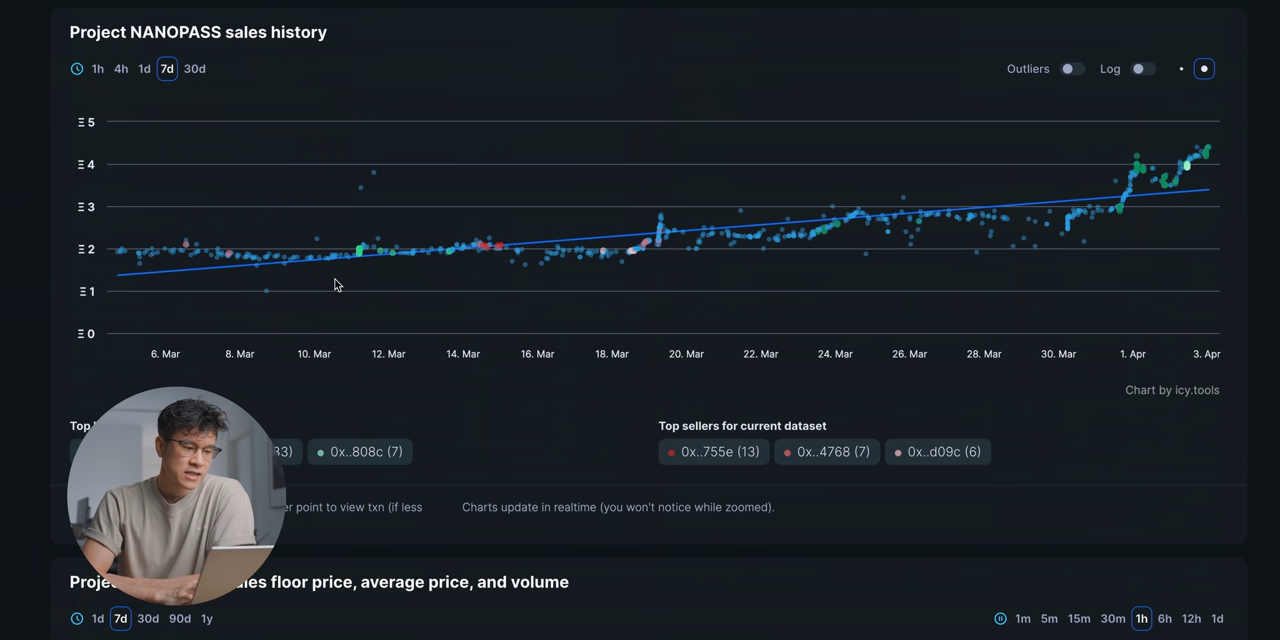 Project NANOPASS sales history
1h 4h 1d 7d 30d
Outliers Log
Ξ 5
Ξ 4
Ξ 3
Ξ 2
Ξ 1
Ξ 0
6. Mar 8. Mar 10. Mar 12. Mar 14. Mar 16. Mar 18. Mar 20. Mar 22. Mar 24. Mar 26. Mar 28. Mar 30. Mar 1. Apr 3. Apr
Chart by icy.tools
Top sellers for current dataset
0x..808c (7)
0x..755e (13) 0x..4768 (7) 0x..d09c (6)
point to view txn (if less
Charts update in realtime (you won't notice while zoomed).
floor price, average price, and volume
1d 7d 30d 90d 1y
1m 5m 15m 30m 1h 6h 12h 1d